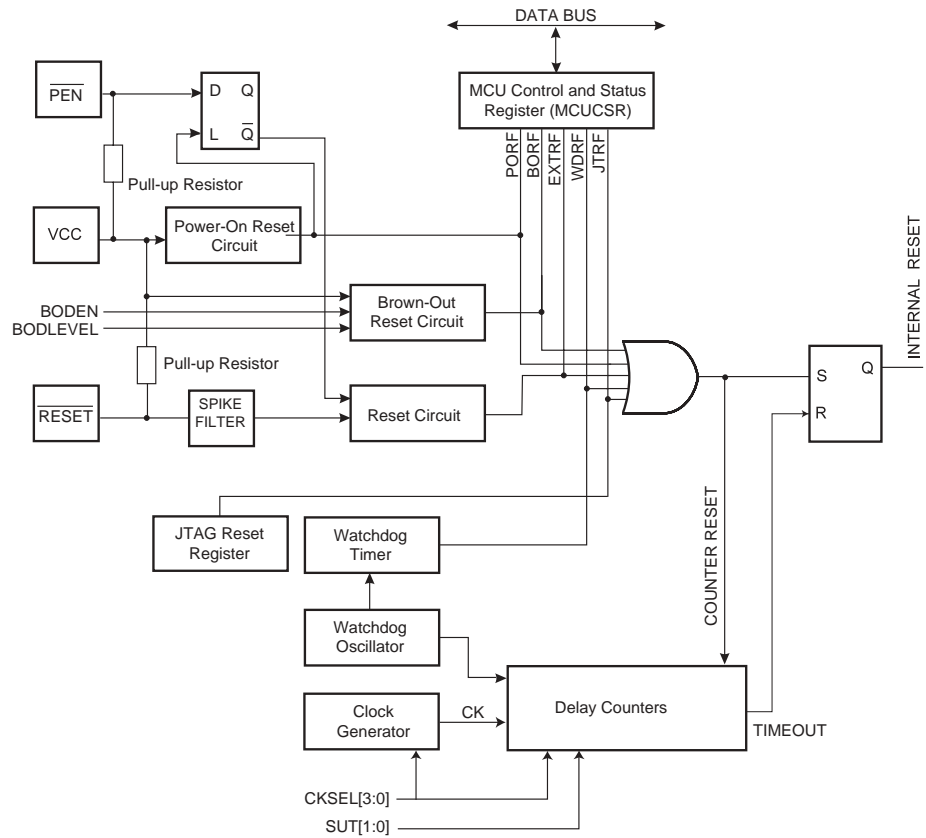 DATA BUS
PEN
D Q
L Q
MCU Control and Status
Register (MCUCSR)
PORF
BORF
EXTRF
WDRF
JTRF
Pull-up Resistor
VCC
Power-On Reset
Circuit
BODEN
BODLEVEL
Brown-Out
Reset Circuit
Pull-up Resistor
RESET
SPIKE
FILTER
Reset Circuit
S Q
R
INTERNAL RESET
JTAG Reset
Register
Watchdog
Timer
COUNTER RESET
Watchdog
Oscillator
Clock
Generator
CK
Delay Counters
TIMEOUT
CKSEL[3:0]
SUT[1:0]